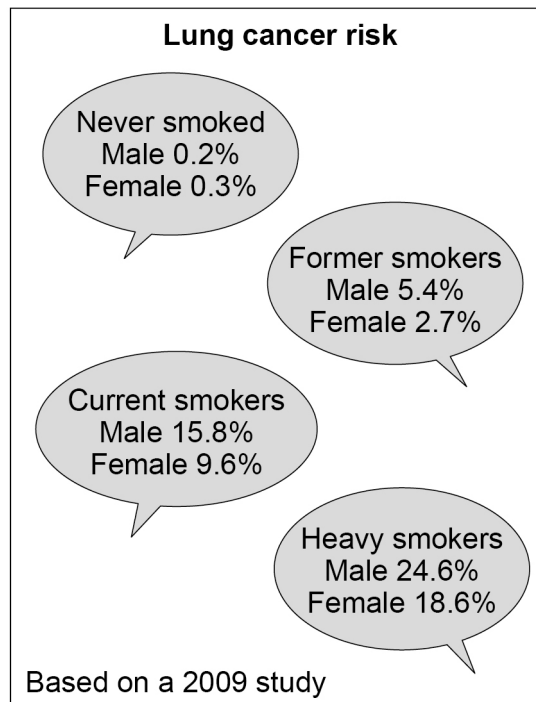 Lung cancer risk
Never smoked
Male 0.2%
Female 0.3%
Former smokers
Male 5.4%
Female 2.7%
Current smokers
Male 15.8%
Female 9.6%
Heavy smokers
Male 24.6%
Female 18.6%
Based on a 2009 study